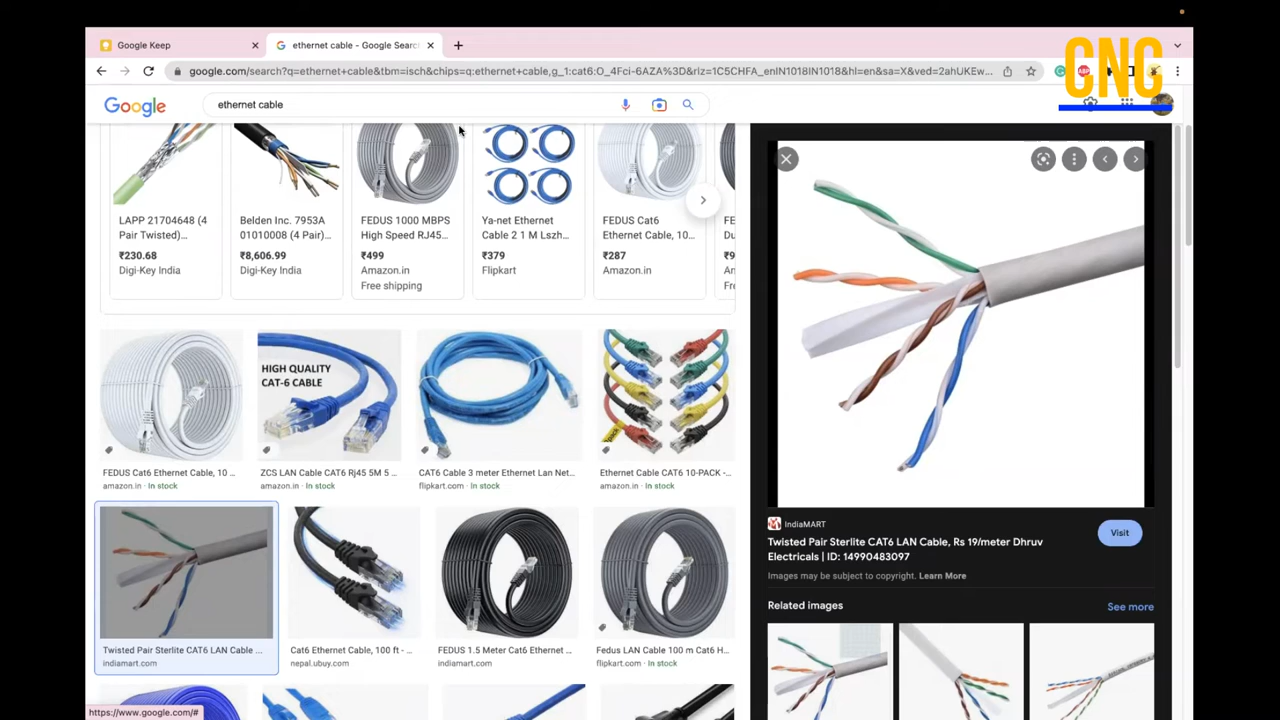 Google Keep
ethernet cable - Google Searc
CNG
google.com/search?q=ethernet+cable&tbm=isch&chips=q:ethernet+cable,g_1:cat6:O_4Fci-6AZA%3D&rlz=1C5CHFA_enIN1018IN1018&hl=en&sa=X&ved=2ahUKEw...
Google
ethernet cable
LAPP 21704648 (4
Pair Twisted)...
₹230.68
Digi-Key India
Belden Inc. 7953A
01010008 (4 Pair)...
₹8,606.99
Digi-Key India
FEDUS 1000 MBPS
High Speed RJ45...
₹499
Amazon.in
Free shipping
Ya-net Ethernet
Cable 2 1 M Lszh...
₹379
Flipkart
FEDUS Cat6
Ethernet Cable, 10...
₹287
Amazon.in
HIGH QUALITY
CAT-6 CABLE
FEDUS Cat6 Ethernet Cable, 10 ...
amazon.in · In stock
ZCS LAN Cable CAT6 Rj45 5M 5 ...
amazon.in · In stock
CAT6 Cable 3 meter Ethernet Lan Net...
flipkart.com · In stock
Ethernet Cable CAT6 10-PACK -...
amazon.in · In stock
Twisted Pair Sterlite CAT6 LAN Cable ...
indiamart.com
Cat6 Ethernet Cable, 100 ft - ...
nepal.ubuy.com
FEDUS 1.5 Meter Cat6 Ethernet ...
indiamart.com
Fedus LAN Cable 100 m Cat6 H...
flipkart.com · In stock
https://www.google.com/#
IndiaMART
Twisted Pair Sterlite CAT6 LAN Cable, Rs 19/meter Dhruv
Electricals | ID: 14990483097
Visit
Images may be subject to copyright. Learn More
Related images
See more